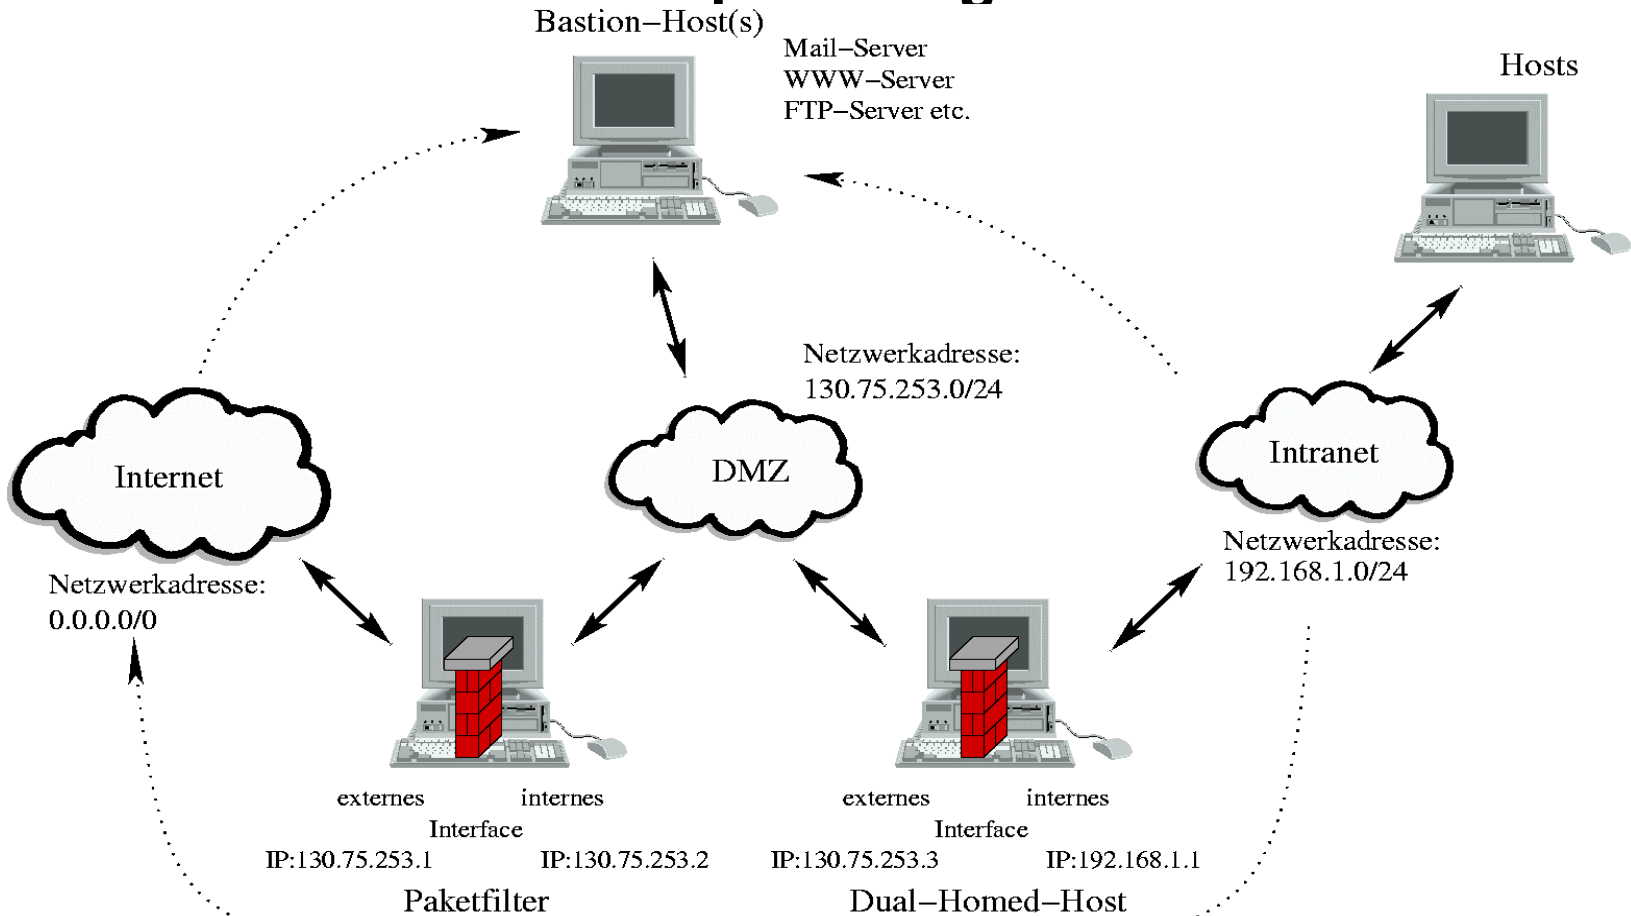 Bastion–Host(s)
Mail–Server
WWW–Server
FTP–Server etc.
Hosts
Netzwerkadresse:
130.75.253.0/24
Internet
DMZ
Intranet
Netzwerkadresse:
0.0.0.0/0
Netzwerkadresse:
192.168.1.0/24
externes internes
Interface
IP:130.75.253.1 IP:130.75.253.2
Paketfilter
externes internes
Interface
IP:130.75.253.3 IP:192.168.1.1
Dual–Homed–Host